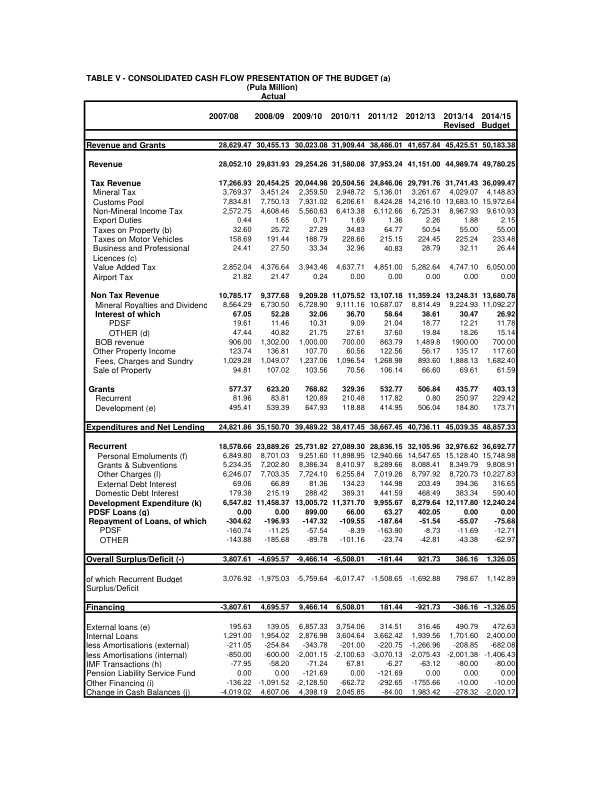 TABLE V - CONSOLIDATED CASH FLOW PRESENTATION OF THE BUDGET (a)
(Pula Million)
Actual
2007/08 2008/09 2009/10 2010/11 2011/12 2012/13 2013/14 2014/15
Revised Budget
Revenue and Grants 28,629.47 30,455.13 30,023.08 31,909.44 38,486.01 41,657.84 45,425.51 50,183.38
Revenue 28,052.10 29,831.93 29,254.26 31,580.08 37,953.24 41,151.00 44,989.74 49,780.25
Tax Revenue 17,266.93 20,454.25 20,044.98 20,504.56 24,846.06 29,791.76 31,741.43 36,099.47
Mineral Tax 3,769.37 3,451.24 2,359.50 2,948.72 5,136.01 3,261.67 4,029.07 4,148.83
Customs Pool 7,834.81 7,750.13 7,931.02 6,206.61 8,424.28 14,216.10 13,683.10 15,972.64
Non-Mineral Income Tax 2,572.75 4,608.46 5,560.63 6,413.38 6,112.66 6,725.31 8,967.93 9,610.93
Export Duties 0.44 1.65 0.71 1.69 1.36 2.26 1.88 2.15
Taxes on Property (b) 32.60 25.72 27.29 34.83 64.77 50.54 55.00 55.00
Taxes on Motor Vehicles 158.69 191.44 188.79 228.66 215.15 224.45 225.24 233.48
Business and Professional 24.41 27.50 33.34 32.96 40.83 28.79 32.11 26.44
Licences (c)
Value Added Tax 2,852.04 4,376.64 3,943.46 4,637.71 4,851.00 5,282.64 4,747.10 6,050.00
Airport Tax 21.82 21.47 0.24 0.00 0.00 0.00 0.00 0.00
Non Tax Revenue 10,785.17 9,377.68 9,209.28 11,075.52 13,107.18 11,359.24 13,248.31 13,680.78
Mineral Royalties and Dividenc 8,564.29 6,730.50 6,728.90 9,111.16 10,687.07 8,814.49 9,224.93 11,092.27
Interest of which 67.05 52.28 32.06 36.70 58.64 38.61 30.47 26.92
PDSF 19.61 11.46 10.31 9.09 21.04 18.77 12.21 11.78
OTHER (d) 47.44 40.82 21.75 27.61 37.60 19.84 18.26 15.14
BOB revenue 906.00 1,302.00 1,000.00 700.00 863.79 1,489.8 1900.00 700.00
Other Property Income 123.74 136.81 107.70 60.56 122.56 56.17 135.17 117.60
Fees, Charges and Sundry 1,029.28 1,049.07 1,237.06 1,096.54 1,268.98 893.60 1,888.13 1,682.40
Sale of Property 94.81 107.02 103.56 70.56 106.14 66.60 69.61 61.59
Grants 577.37 623.20 768.82 329.36 532.77 506.84 435.77 403.13
Recurrent 81.96 83.81 120.89 210.48 117.82 0.80 250.97 229.42
Development (e) 495.41 539.39 647.93 118.88 414.95 506.04 184.80 173.71
Expenditures and Net Lending 24,821.86 35,150.70 39,489.22 38,417.45 38,667.45 40,736.11 45,039.35 48,857.33
Recurrent 18,578.66 23,889.26 25,731.82 27,089.30 28,836.15 32,105.96 32,976.62 36,692.77
Personal Emoluments (f) 6,849.80 8,701.03 9,251.60 11,898.95 12,940.66 14,547.65 15,128.40 15,748.98
Grants & Subventions 5,234.35 7,202.80 8,386.34 8,410.97 8,289.66 8,088.41 8,349.79 9,808.91
Other Charges (l) 6,246.07 7,703.35 7,724.10 6,255.84 7,019.26 8,797.92 8,720.73 10,227.83
External Debt Interest 69.06 66.89 81.36 134.23 144.98 203.49 394.36 316.65
Domestic Debt Interest 179.38 215.19 288.42 389.31 441.59 468.49 383.34 590.40
Development Expenditure (k) 6,547.82 11,458.37 13,005.72 11,371.70 9,955.67 8,279.64 12,117.80 12,240.24
PDSF Loans (g) 0.00 0.00 899.00 66.00 63.27 402.05 0.00 0.00
Repayment of Loans, of which -304.62 -196.93 -147.32 -109.55 -187.64 -51.54 -55.07 -75.68
PDSF -160.74 -11.25 -57.54 -8.39 -163.90 -8.73 -11.69 -12.71
OTHER -143.88 -185.68 -89.78 -101.16 -23.74 -42.81 -43.38 -62.97
Overall Surplus/Deficit (-) 3,807.61 -4,695.57 -9,466.14 -6,508.01 -181.44 921.73 386.16 1,326.05
of which Recurrent Budget 3,076.92 -1,975.03 -5,759.64 -6,017.47 -1,508.65 -1,692.88 798.67 1,142.89
Surplus/Deficit
Financing -3,807.61 4,695.57 9,466.14 6,508.01 181.44 -921.73 -386.16 -1,326.05
External loans (e) 195.63 139.05 6,857.33 3,754.06 314.51 316.46 490.79 472.63
Internal Loans 1,291.00 1,954.02 2,876.98 3,604.64 3,662.42 1,939.56 1,701.60 2,400.00
less Amortisations (external) -211.05 -254.84 -343.78 -201.00 -220.75 -1,266.96 -208.85 -682.08
less Amortisations (internal) -850.00 -600.00 -2,001.15 -2,100.63 -3,070.13 -2,075.43 -2,001.38 -1,406.43
IMF Transactions (h) -77.95 -58.20 -71.24 67.81 -6.27 -63.12 -80.00 -80.00
Pension Liability Service Fund 0.00 0.00 -121.69 0.00 -121.69 0.00 0.00 0.00
Other Financing (i) -136.22 -1,091.52 -2,128.50 -662.72 -292.65 -1755.66 -10.00 -10.00
Change in Cash Balances (j) -4,019.02 4,607.06 4,398.19 2,045.85 -84.00 1,983.42 -278.32 -2,020.17